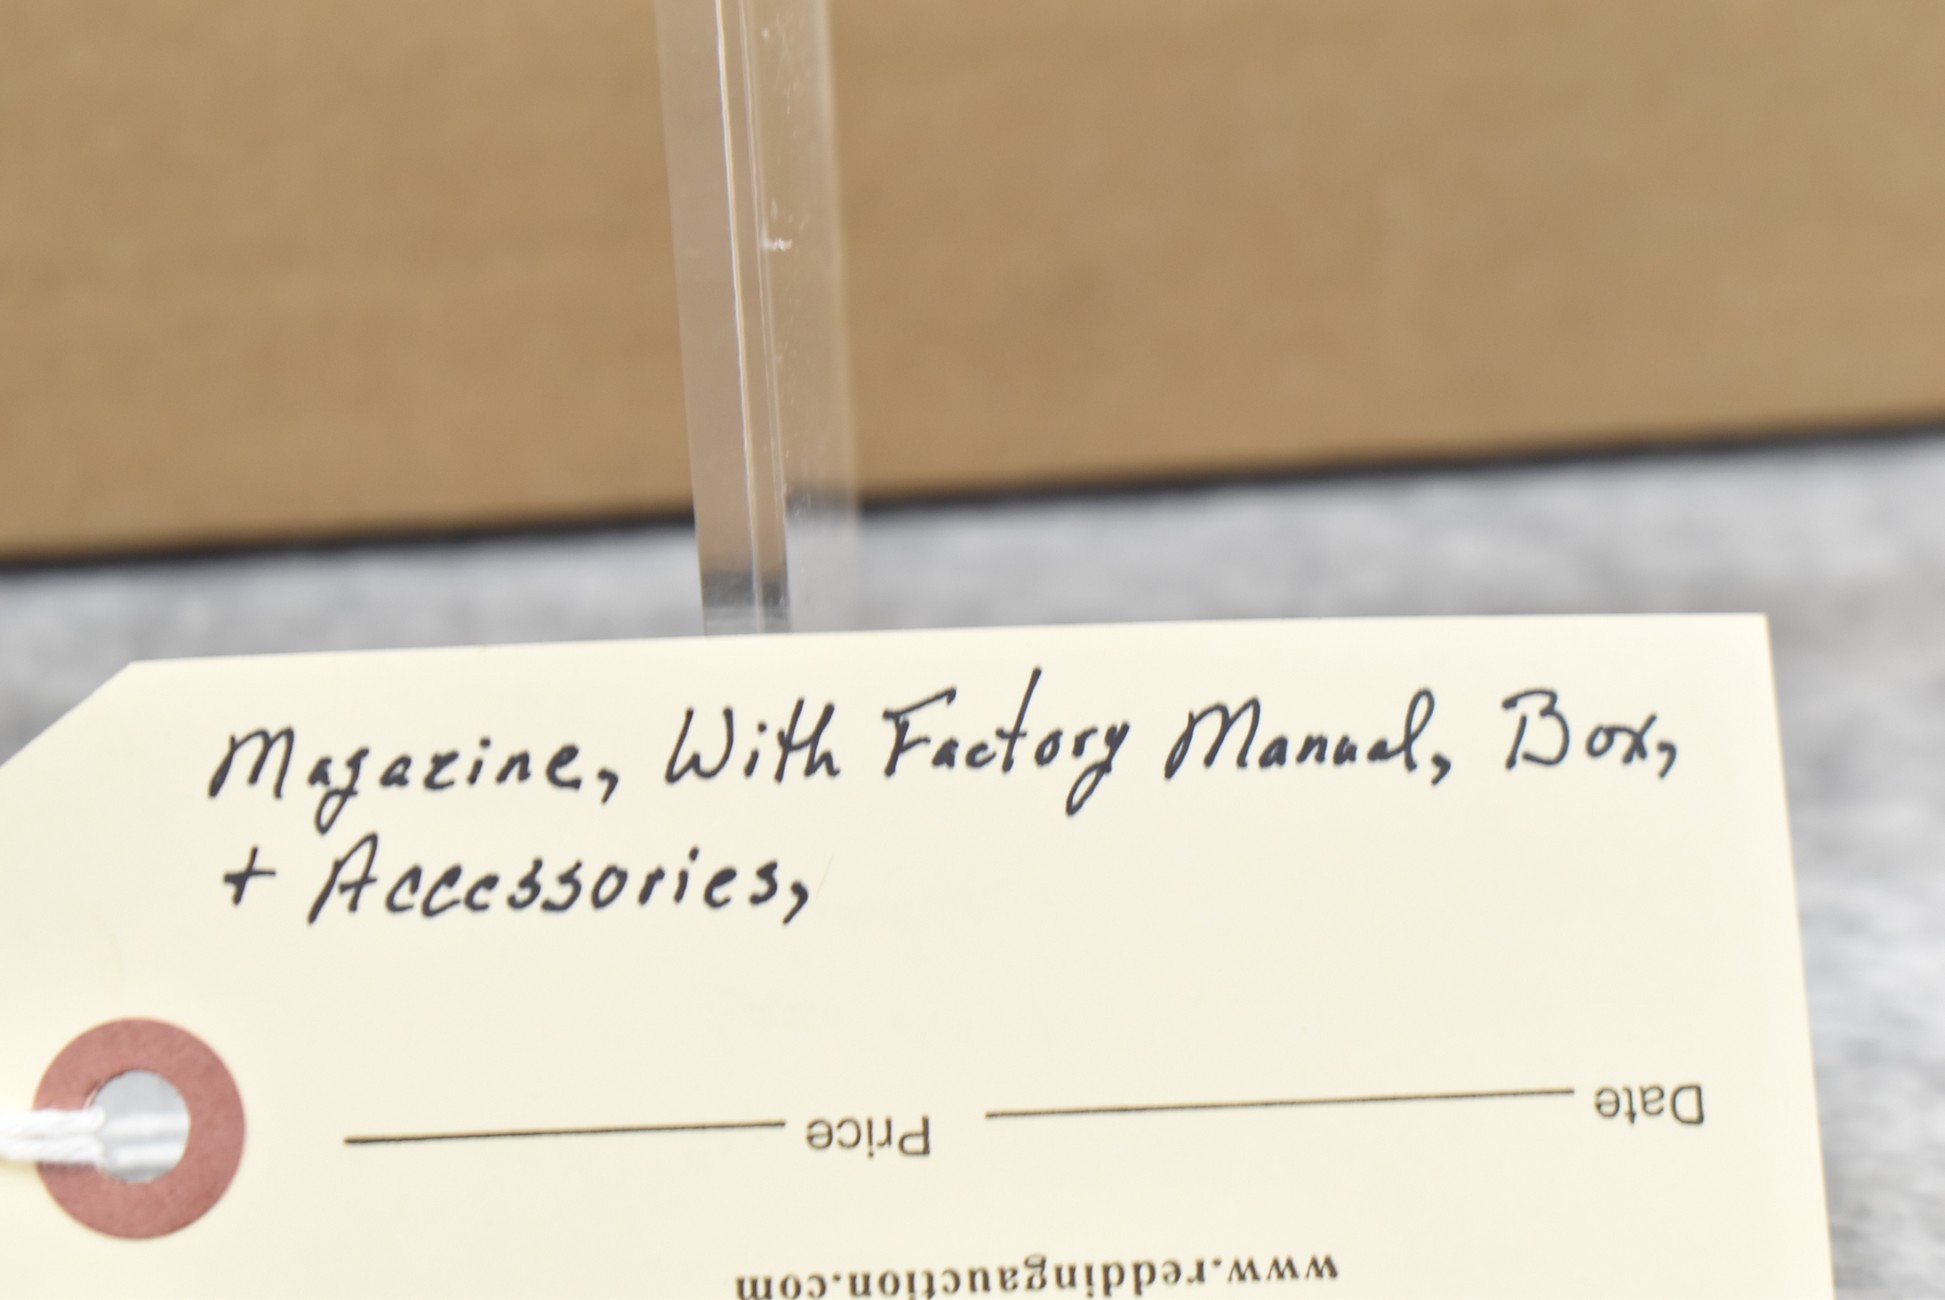 Magazine, With Factory Manual, Box,
+ Accessories,
Date
Price
www.reddingauction.com